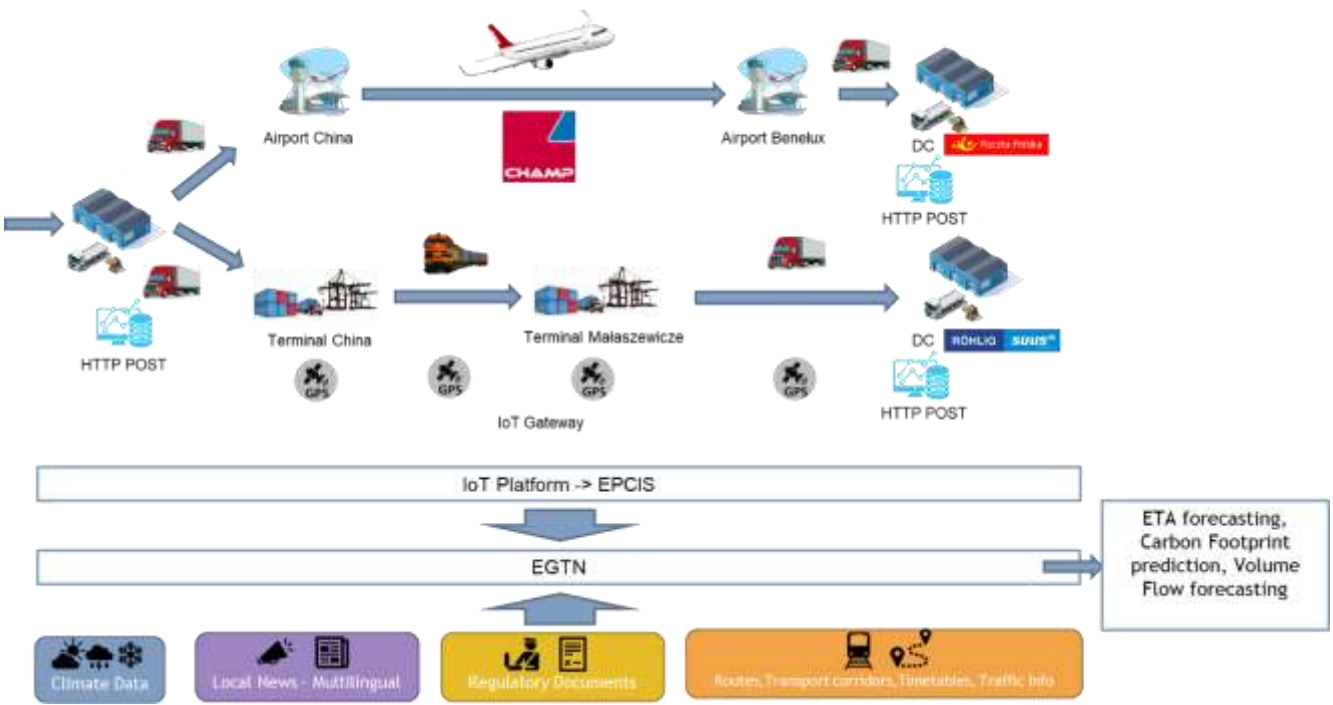 Airport China
CHAMP
Airport Benelux
DC
Poczta Polska
HTTP POST
Terminal China
Terminal Małaszewicze
DC
ROHLIG SUUS
HTTP POST
HTTP POST
GPS
GPS
GPS
GPS
IoT Gateway
IoT Platform -> EPCIS
EGTN
ETA forecasting,
Carbon Footprint
prediction, Volume
Flow forecasting
Climate Data
Local News - Multilingual
Regulatory Documents
Routes,Transport corridors, Timetables, Traffic Info